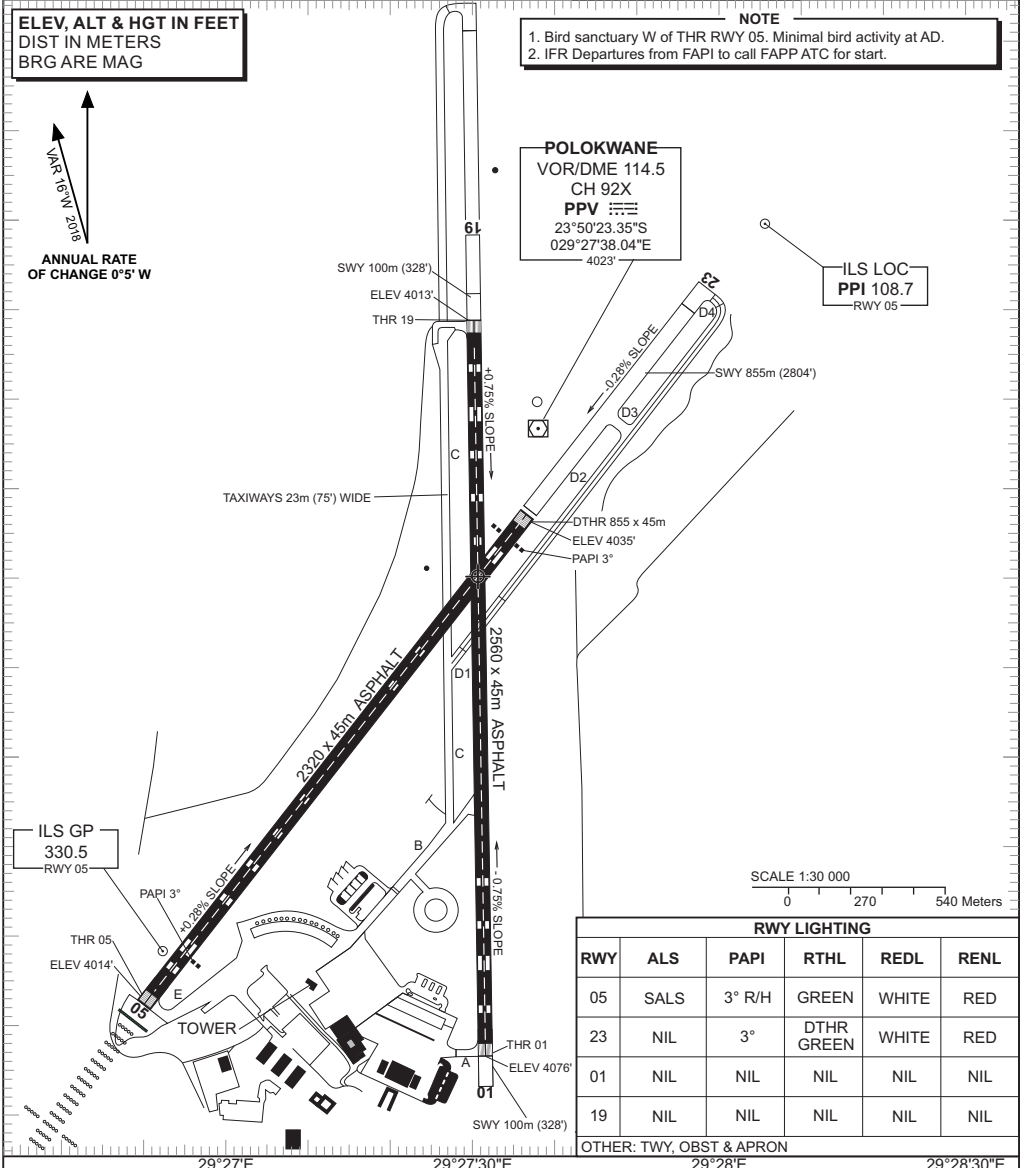 ELEV, ALT & HGT IN FEET
DIST IN METERS
BRG ARE MAG
NOTE
1. Bird sanctuary W of THR RWY 05. Minimal bird activity at AD.
2. IFR Departures from FAPI to call FAPP ATC for start.
VAR 16°W 2018
ANNUAL RATE
OF CHANGE 0°5' W
POLOKWANE
VOR/DME 114.5
CH 92X
PPV
23°50'23.35"S
029°27'38.04"E
4023'
ILS LOC
PPI 108.7
RWY 05
19
SWY 100m (328')
ELEV 4013'
THR 19
23
D4
-0.28% SLOPE
SWY 855m (2804')
+0.75% SLOPE
D3
C
D2
TAXIWAYS 23m (75') WIDE
DTHR 855 x 45m
ELEV 4035'
PAPI 3°
2560 x 45m ASPHALT
D1
2320 x 45m ASPHALT
C
ILS GP
330.5
RWY 05
B
PAPI 3°
+0.28% SLOPE
- 0.75% SLOPE
THR 05
ELEV 4014'
E
05
TOWER
A
THR 01
ELEV 4076'
01
SWY 100m (328')
SCALE 1:30 000
0 270 540 Meters
RWY LIGHTING
RWY ALS PAPI RTHL REDL RENL
05 SALS 3° R/H GREEN WHITE RED
23 NIL 3° DTHR GREEN WHITE RED
01 NIL NIL NIL NIL NIL
19 NIL NIL NIL NIL NIL
OTHER: TWY, OBST & APRON
29°27'E 29°27'30"E 29°28'E 29°28'30"E